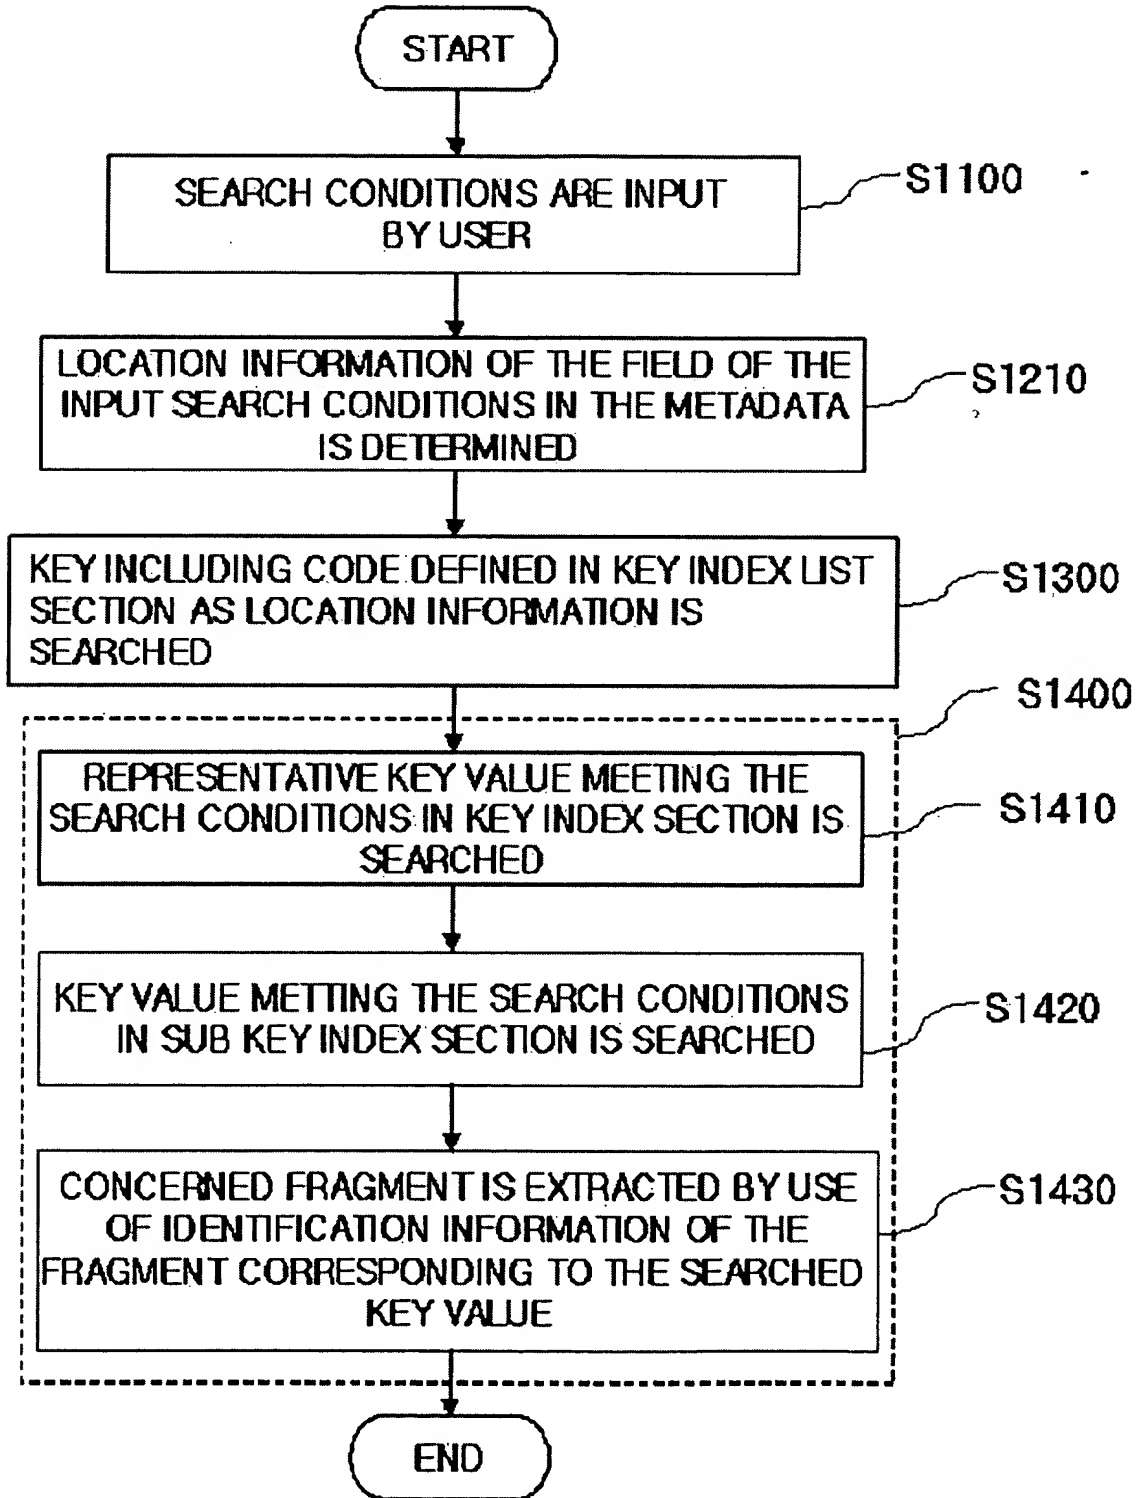 START
SEARCH CONDITIONS ARE INPUT
BY USER
S1100
LOCATION INFORMATION OF THE FIELD OF THE
INPUT SEARCH CONDITIONS IN THE METADATA
IS DETERMINED
S1210
KEY INCLUDING CODE DEFINED IN KEY INDEX LIST
SECTION AS LOCATION INFORMATION IS
SEARCHED
S1300
S1400
REPRESENTATIVE KEY VALUE MEETING THE
SEARCH CONDITIONS IN KEY INDEX SECTION IS
SEARCHED
S1410
KEY VALUE METTING THE SEARCH CONDITIONS
IN SUB KEY INDEX SECTION IS SEARCHED
S1420
CONCERNED FRAGMENT IS EXTRACTED BY USE
OF IDENTIFICATION INFORMATION OF THE
FRAGMENT CORRESPONDING TO THE SEARCHED
KEY VALUE
S1430
END